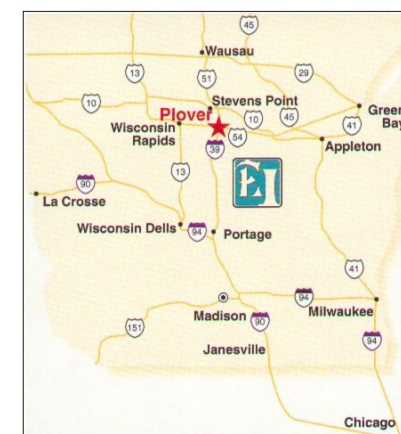 45
Wausau
13
51
29
10
Stevens Point
Plover
10
45
Green
Bay
41
Wisconsin
Rapids
54
39
Appleton
13
EI
90
La Crosse
Wisconsin Dells
94
Portage
41
94
Madison
Milwaukee
151
90
94
Janesville
Chicago